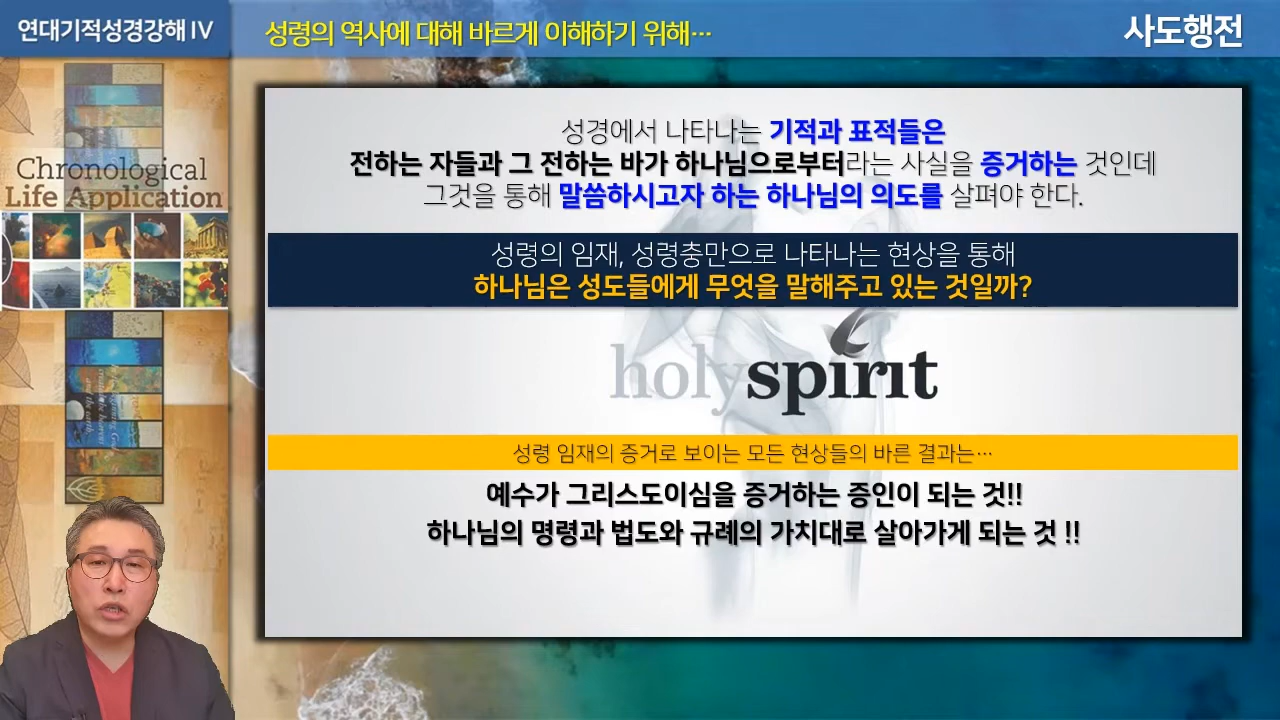 연대기적성경강해 IV
성령의 역사에 대해 바르게 이해하기 위해…
사도행전
Chronological
Life Application
성경에서 나타나는 기적과 표적들은
전하는 자들과 그 전하는 바가 하나님으로부터라는 사실을 증거하는 것인데
그것을 통해 말씀하시고자 하는 하나님의 의도를 살펴야 한다.
성령의 임재, 성령충만으로 나타나는 현상을 통해
하나님은 성도들에게 무엇을 말해주고 있는 것일까?
holyspirit
성령 임재의 증거로 보이는 모든 현상들의 바른 결과는…
예수가 그리스도이심을 증거하는 증인이 되는 것!!
하나님의 명령과 법도와 규례의 가치대로 살아가게 되는 것 !!